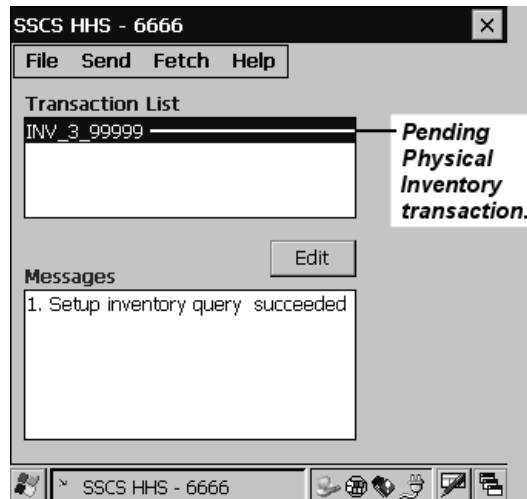 SSCS HHS - 6666
File Send Fetch Help
Transaction List
INV_3_99999
Pending
Physical
Inventory
transaction.
Edit
Messages
1. Setup inventory query succeeded
SSCS HHS - 6666